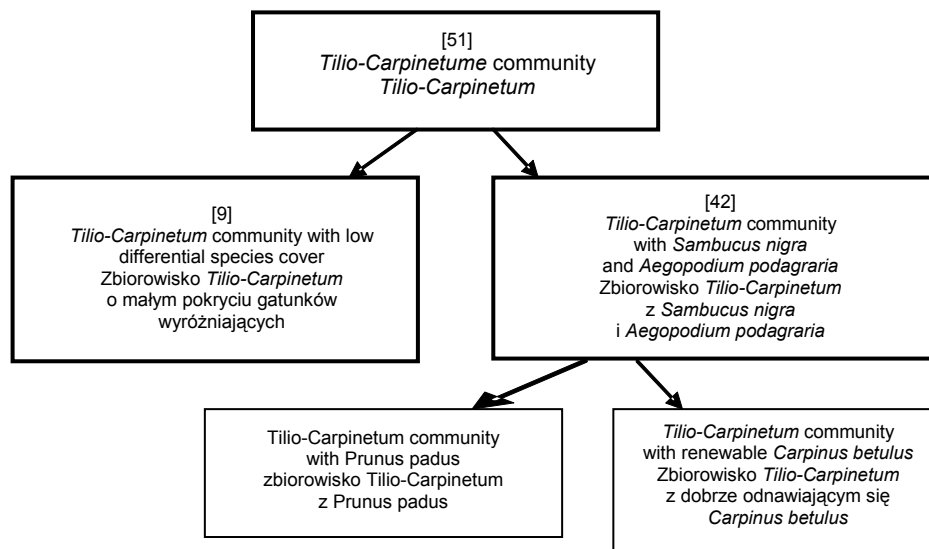 [51]
Tilio-Carpinetume community
Tilio-Carpinetum
[9]
Tilio-Carpinetum community with low
differential species cover
Zbiorowisko Tilio-Carpinetum
o małym pokryciu gatunków
wyróżniających
[42]
Tilio-Carpinetum community
with Sambucus nigra
and Aegopodium podagraria
Zbiorowisko Tilio-Carpinetum
z Sambucus nigra
i Aegopodium podagraria
Tilio-Carpinetum community
with Prunus padus
zbiorowisko Tilio-Carpinetum
z Prunus padus
Tilio-Carpinetum community
with renewable Carpinus betulus
Zbiorowisko Tilio-Carpinetum
z dobrze odnawiającym się
Carpinus betulus